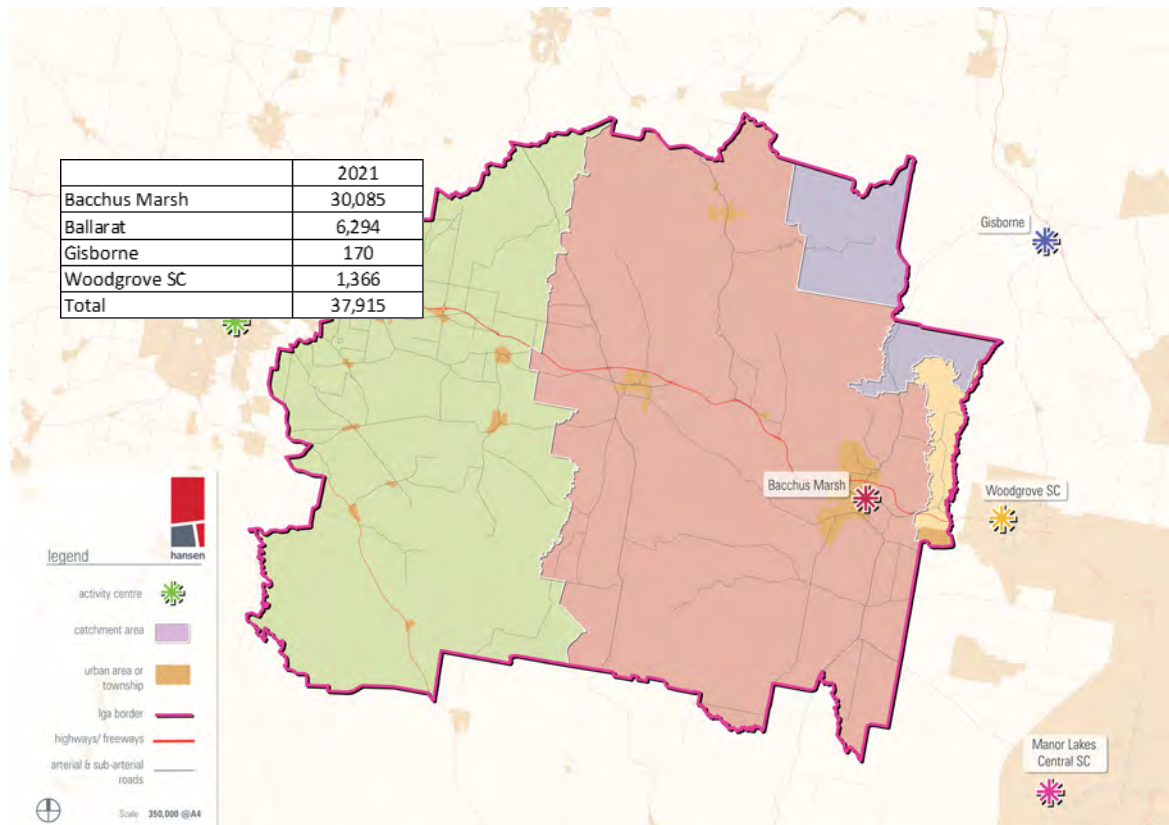 2021
Bacchus Marsh 30,085
Ballarat 6,294
Gisborne 170
Woodgrove SC 1,366
Total 37,915
Gisborne
Bacchus Marsh
Woodgrove SC
Manor Lakes
Central SC
hansen
legend
activity centre
catchment area
urban area or
township
lga border
highways/ freeways
arterial & sub-arterial
roads
Scale 350,000 @A4